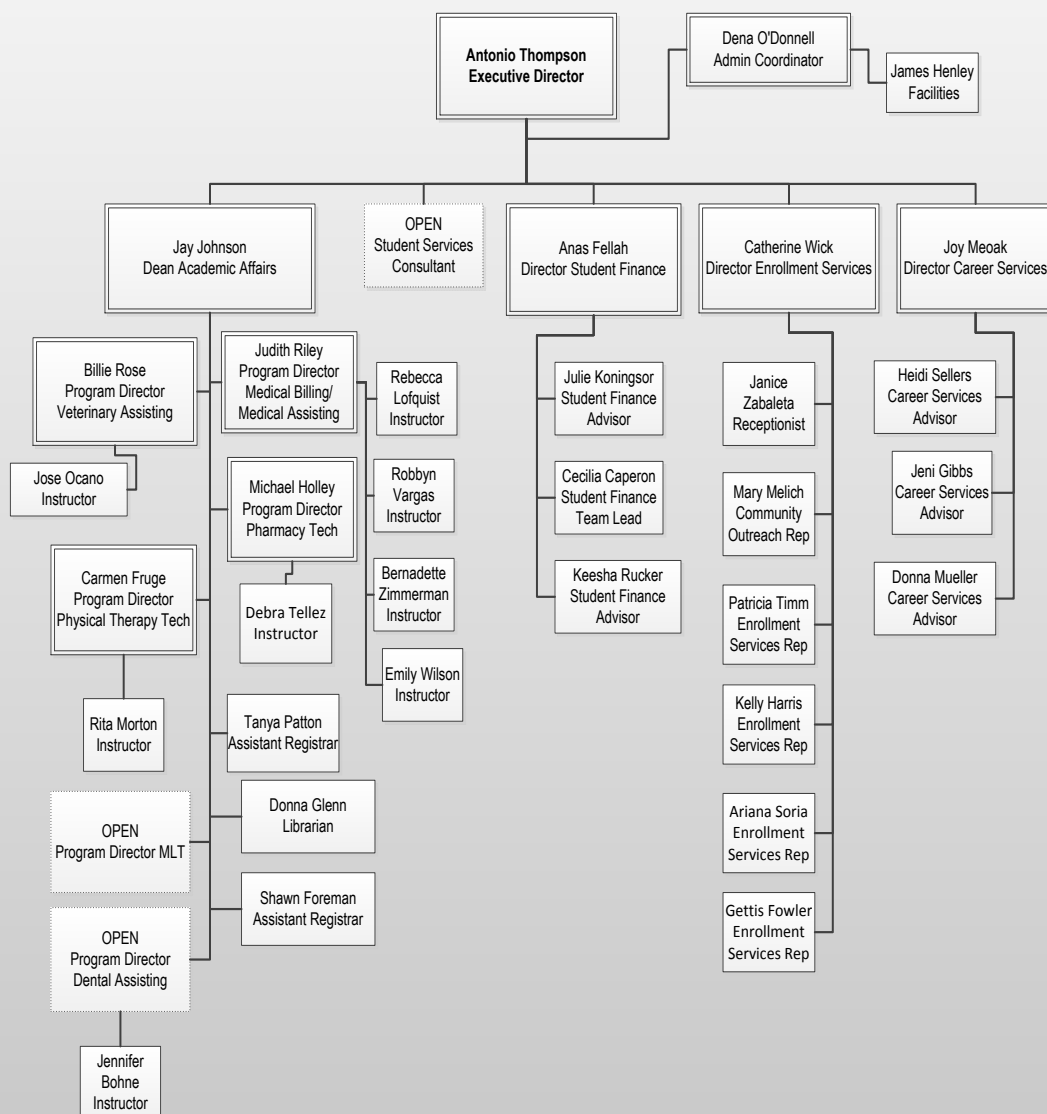 Antonio Thompson
Executive Director
Dena O'Donnell
Admin Coordinator
James Henley
Facilities
Jay Johnson
Dean Academic Affairs
OPEN
Student Services
Consultant
Anas Fellah
Director Student Finance
Catherine Wick
Director Enrollment Services
Joy Meoak
Director Career Services
Billie Rose
Program Director
Veterinary Assisting
Jose Ocano
Instructor
Judith Riley
Program Director
Medical Billing/
Medical Assisting
Rebecca
Lofquist
Instructor
Robbyn
Vargas
Instructor
Bernadette
Zimmerman
Instructor
Emily Wilson
Instructor
Michael Holley
Program Director
Pharmacy Tech
Debra Tellez
Instructor
Carmen Fruge
Program Director
Physical Therapy Tech
Rita Morton
Instructor
Tanya Patton
Assistant Registrar
Donna Glenn
Librarian
OPEN
Program Director MLT
Shawn Foreman
Assistant Registrar
OPEN
Program Director
Dental Assisting
Jennifer
Bohne
Instructor
Julie Koningsor
Student Finance
Advisor
Cecilia Caperon
Student Finance
Team Lead
Keesha Rucker
Student Finance
Advisor
Janice
Zabaleta
Receptionist
Mary Melich
Community
Outreach Rep
Patricia Timm
Enrollment
Services Rep
Kelly Harris
Enrollment
Services Rep
Ariana Soria
Enrollment
Services Rep
Gettis Fowler
Enrollment
Services Rep
Heidi Sellers
Career Services
Advisor
Jeni Gibbs
Career Services
Advisor
Donna Mueller
Career Services
Advisor